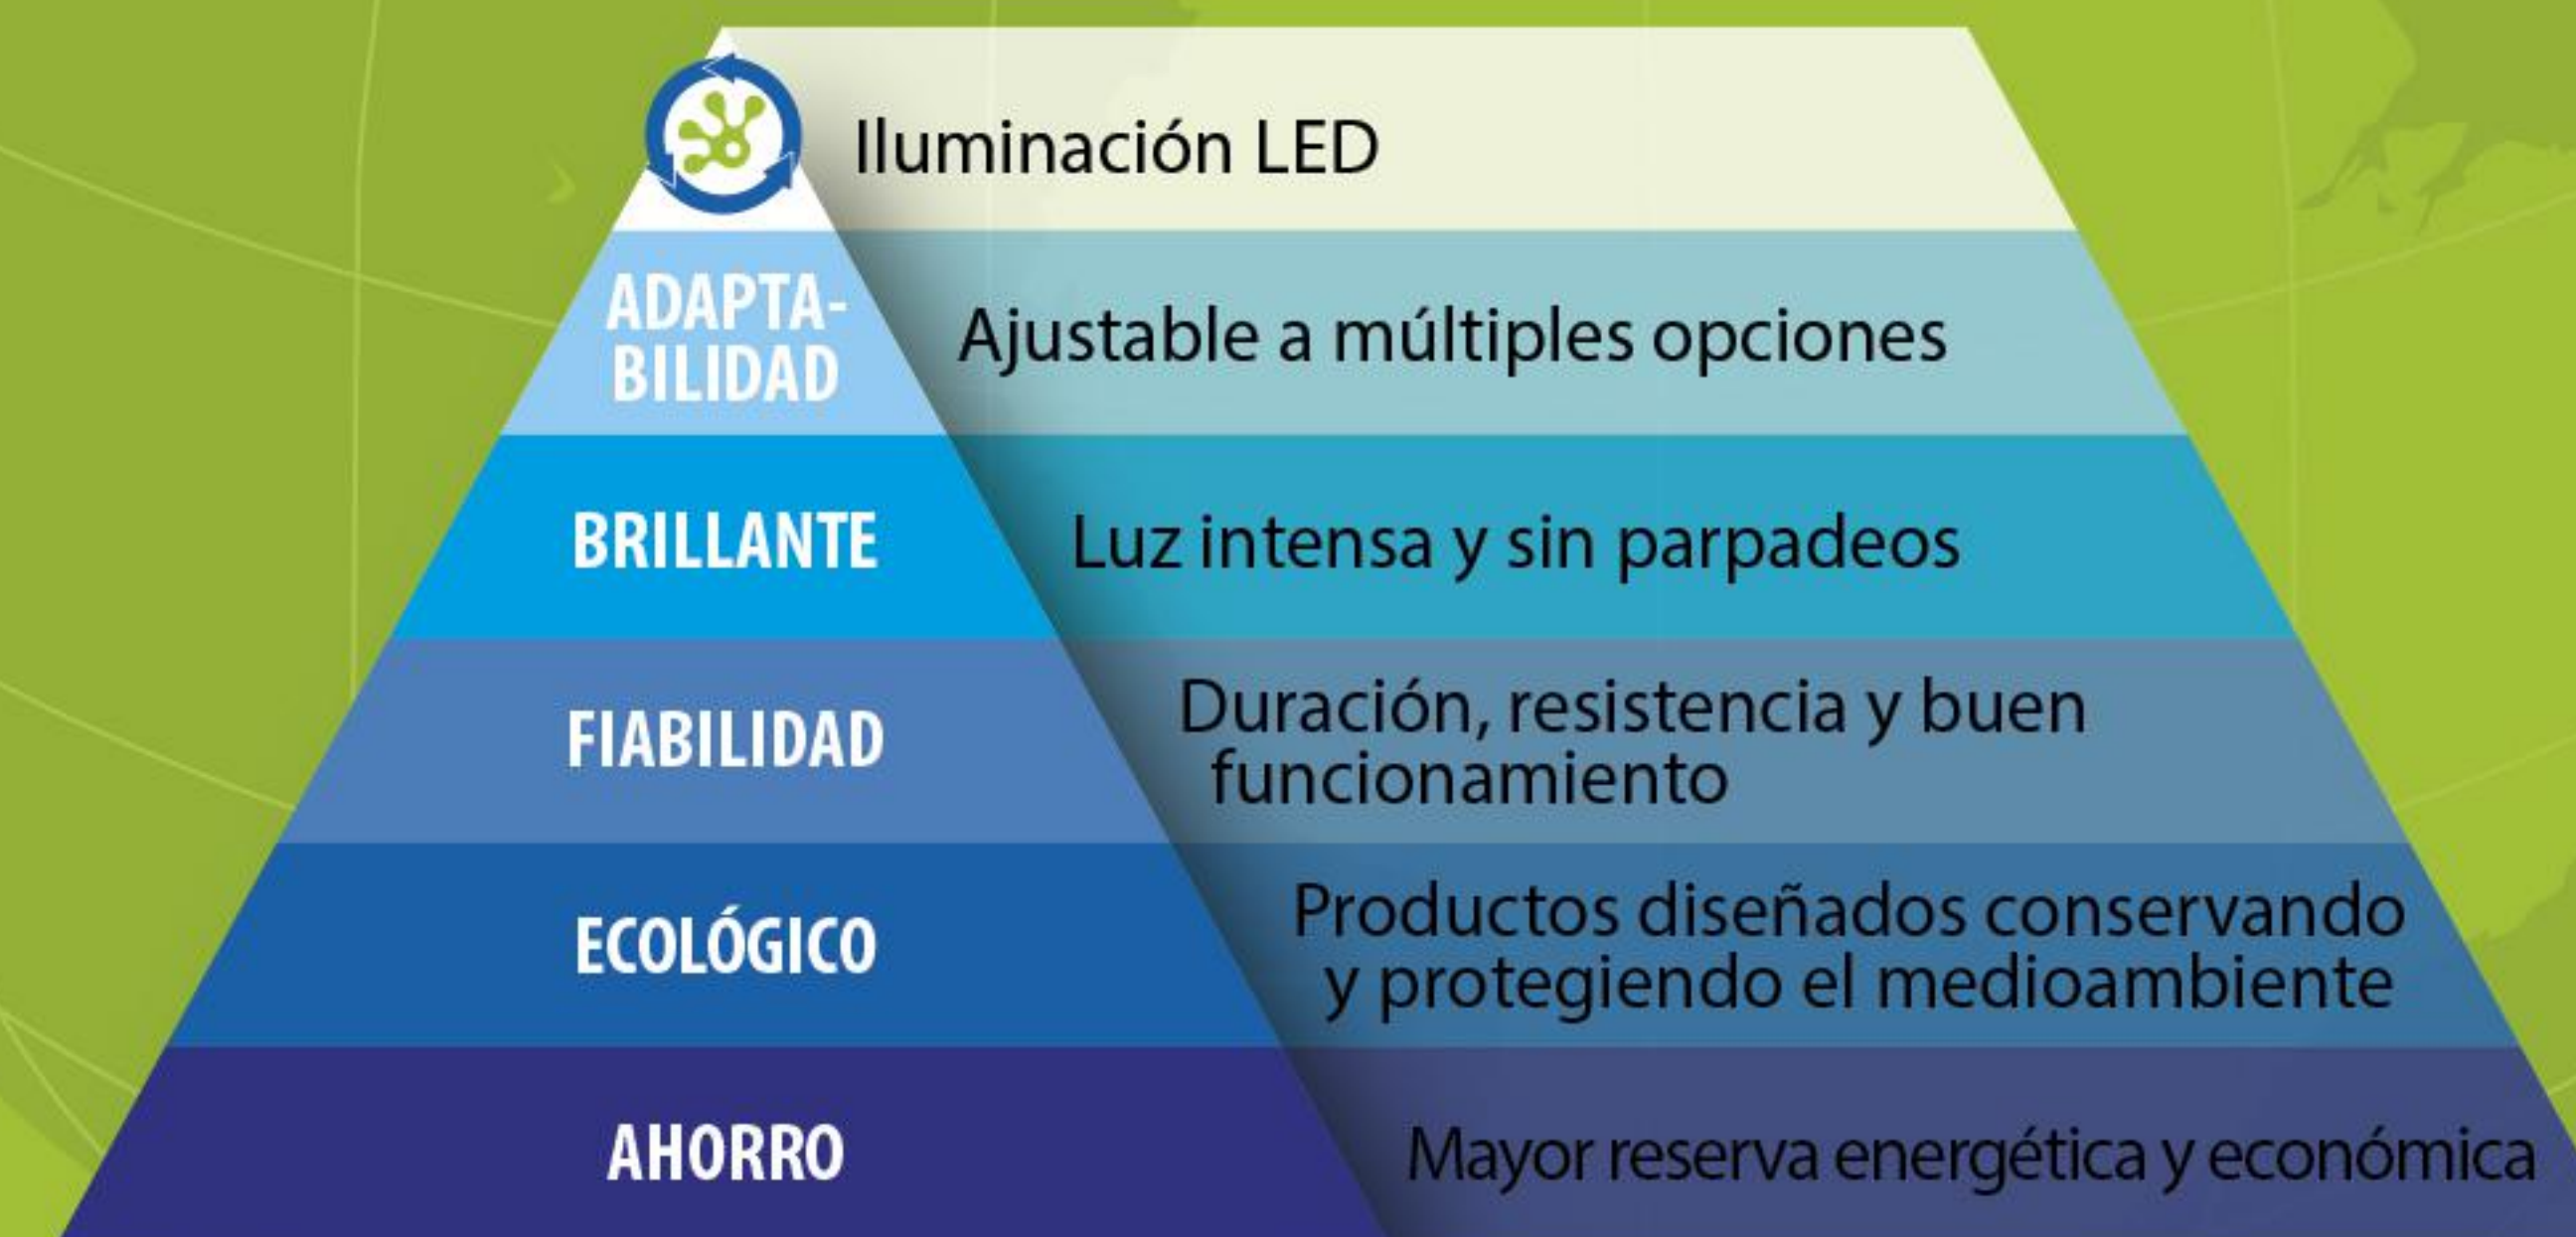 Iluminación LED
ADAPTA-
BILIDAD
Ajustable a múltiples opciones
BRILLANTE
Luz intensa y sin parpadeos
FIABILIDAD
Duración, resistencia y buen
funcionamiento
ECOLÓGICO
Productos diseñados conservando
y protegiendo el medioambiente
AHORRO
Mayor reserva energética y económica